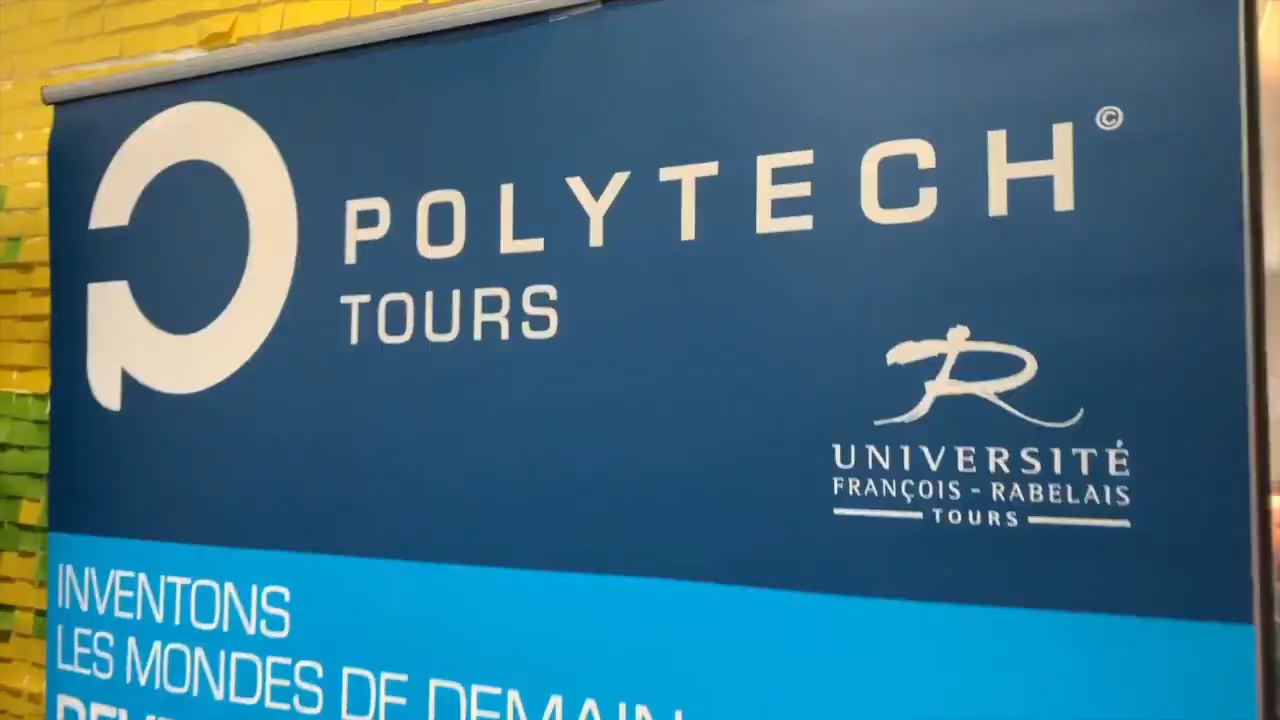 POLYTECH©
TOURS
UNIVERSITÉ
FRANÇOIS - RABELAIS
TOURS
INVENTONS
LES MONDES DE DEMAIN